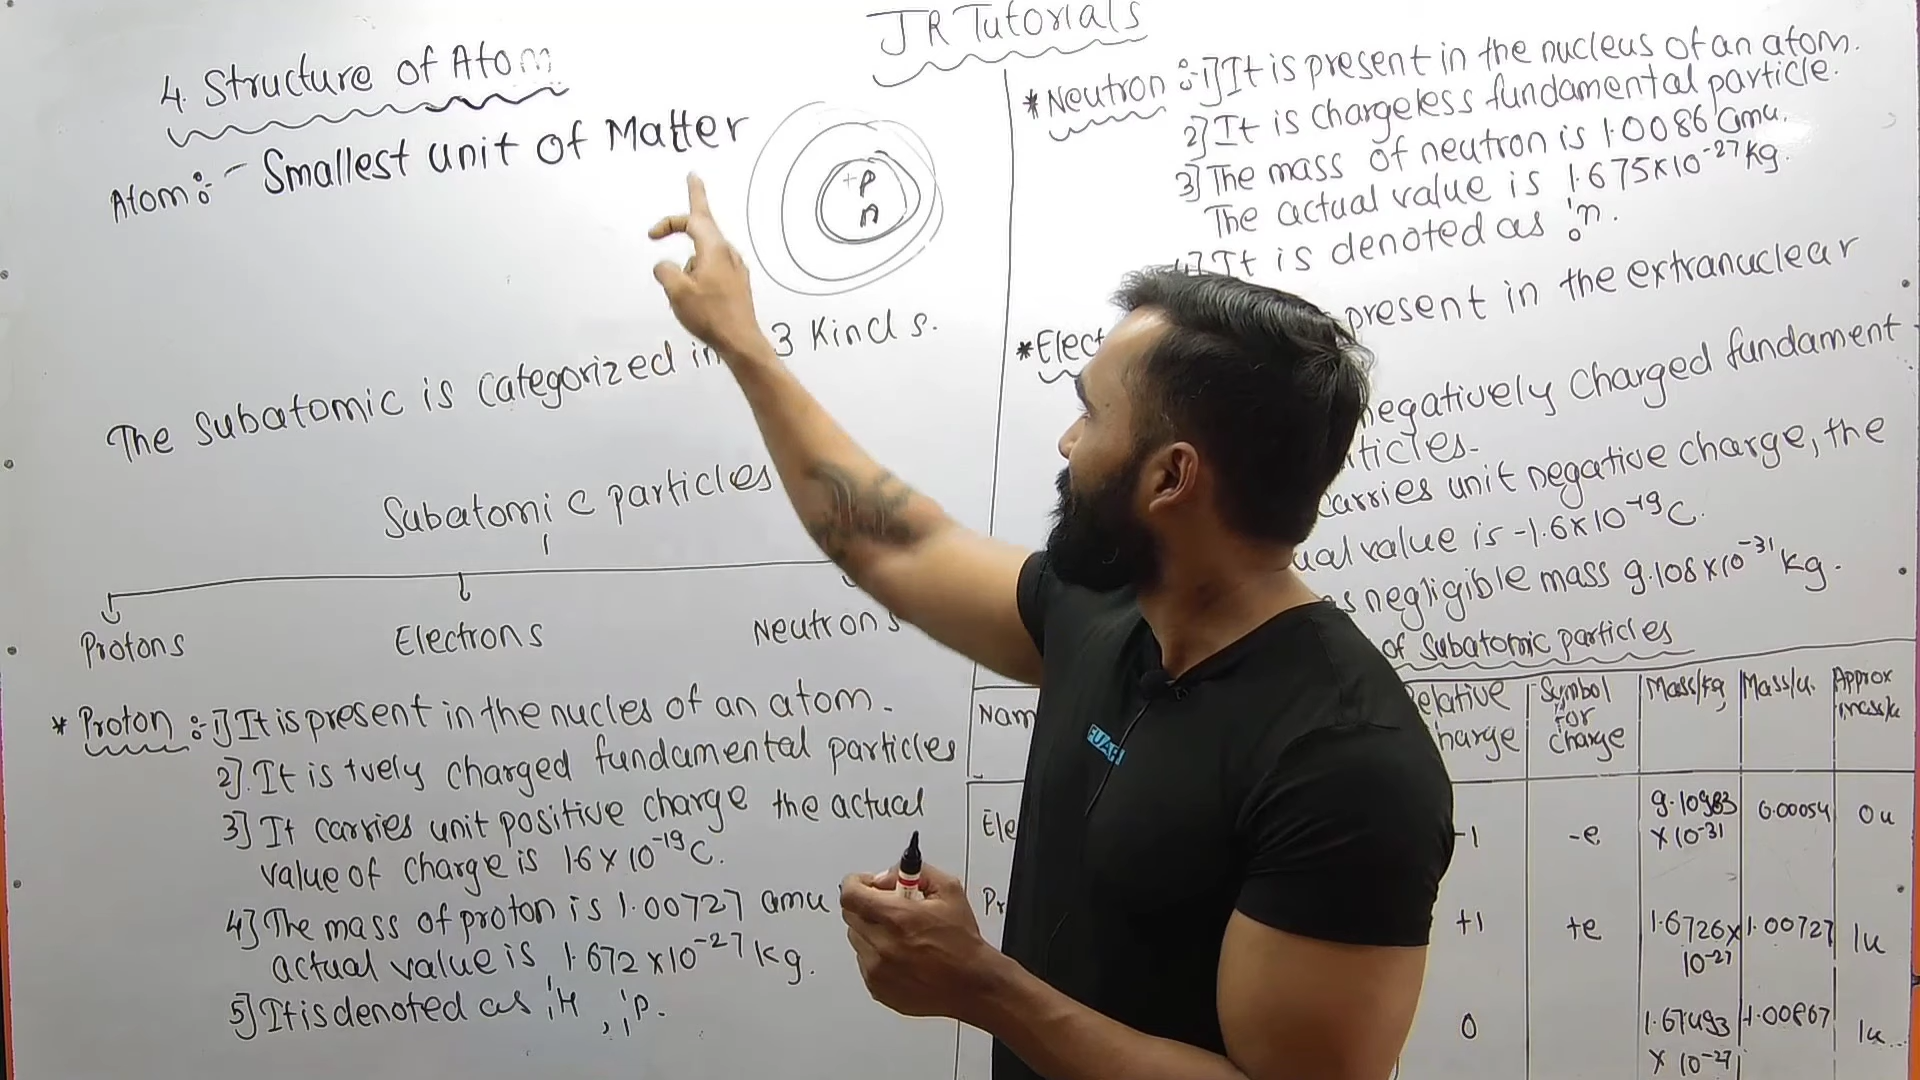 JR Tutorials
4. Structure of Atom
Atom :- Smallest unit of Matter
+ P
n
The Subatomic is categorized in 3 Kinds.
Subatomic particles
Protons Electrons Neutrons
* Proton :- 1] It is present in the nucles of an atom.
2]. It is +vely charged fundamental particles
3] It carries unit positive charge the actual
value of charge is 1.6 x 10⁻¹⁹ C.
4] The mass of proton is 1.00727 amu
actual value is 1.672 x 10⁻²⁷ kg.
5] It is denoted as ¹₁H , ¹₁P.
* Neutron :- 1] It is present in the nucleus of an atom.
2] It is chargeless fundamental particle.
3] The mass of neutron is 1.0086 amu.
The actual value is 1.675 x 10⁻²⁷ kg.
4] It is denoted as ¹₀n.
* Elect present in the extranuclear
negatively charged fundament
ticles.
carries unit negative charge, the
ual value is -1.6 x 10⁻¹⁹ C.
s negligible mass 9.108 x 10⁻³¹ kg.
of Subatomic particles
Nam elative harge Symbol for charge Mass/kg Mass/u. Approx mass/u
Ele -1 -e 9.10983 x 10⁻³¹ 0.00054 0u
Pr +1 +e 1.6726 x 10⁻²⁷ 1.00727 1u
0 1.67493 x 10⁻²⁷ 1.00867 1u.